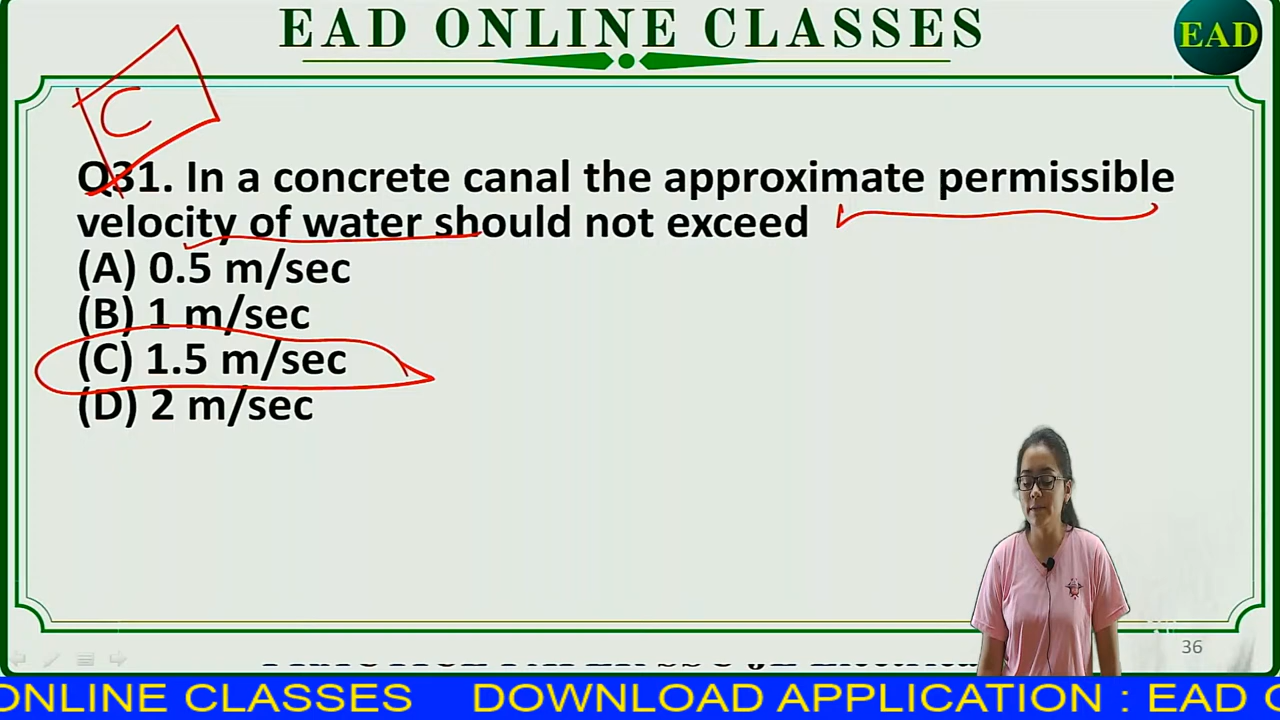 EAD ONLINE CLASSES
EAD
C
Q31. In a concrete canal the approximate permissible
velocity of water should not exceed
(A) 0.5 m/sec
(B) 1 m/sec
(C) 1.5 m/sec
(D) 2 m/sec
36
ONLINE CLASSES DOWNLOAD APPLICATION : EAD